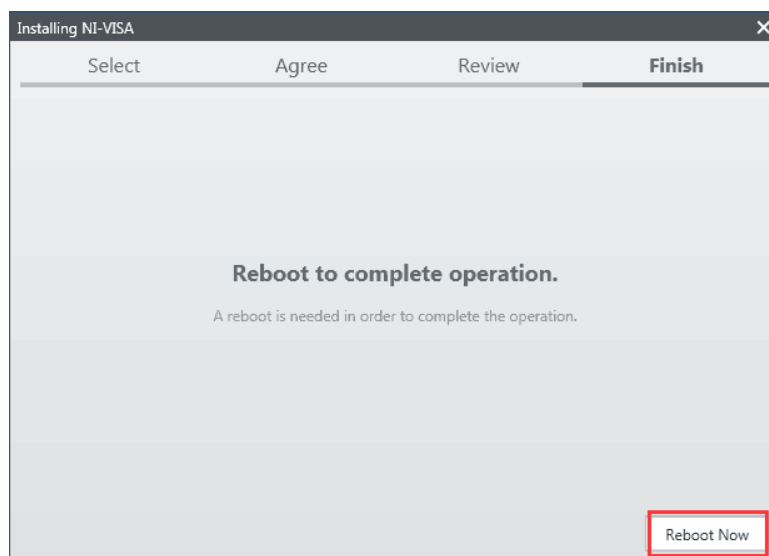 Installing NI-VISA
Select Agree Review Finish
Reboot to complete operation.
A reboot is needed in order to complete the operation.
Reboot Now